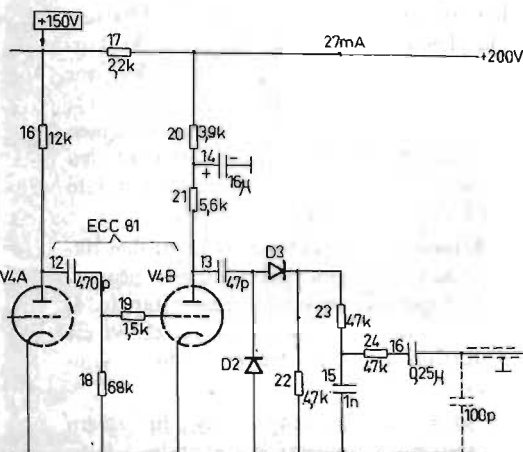 +150V
17
2,2k
27mA
+200V
16
12k
20
3,9k
14
+
-
16µ
21
5,6k
ECC 81
V4A
12
470p
V4B
13
47p
D3
19
1,5k
23
47k
24
47k
16
0,25µ
D2
18
68k
22
4,7k
15
1n
100p